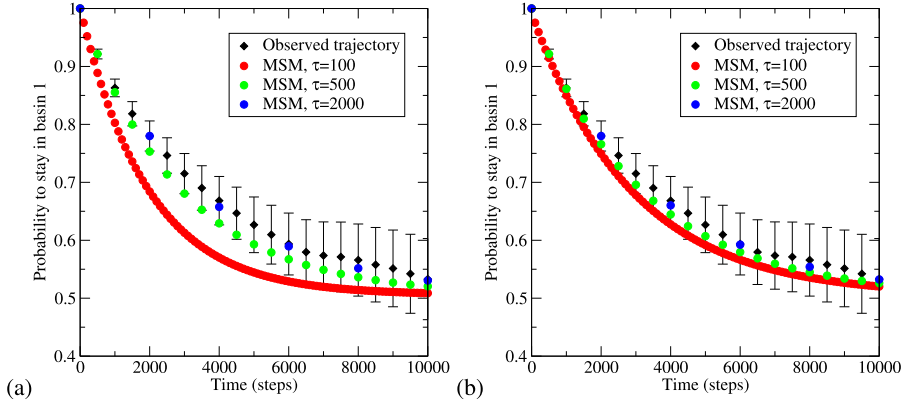 1
0.9
0.8
0.7
0.6
0.5
0.4
Probability to stay in basin 1
Observed trajectory
MSM, τ=100
MSM, τ=500
MSM, τ=2000
0 2000 4000 6000 8000 10000
Time (steps)
(a)
1
0.9
0.8
0.7
0.6
0.5
0.4
Probability to stay in basin 1
Observed trajectory
MSM, τ=100
MSM, τ=500
MSM, τ=2000
0 2000 4000 6000 8000 10000
Time (steps)
(b)